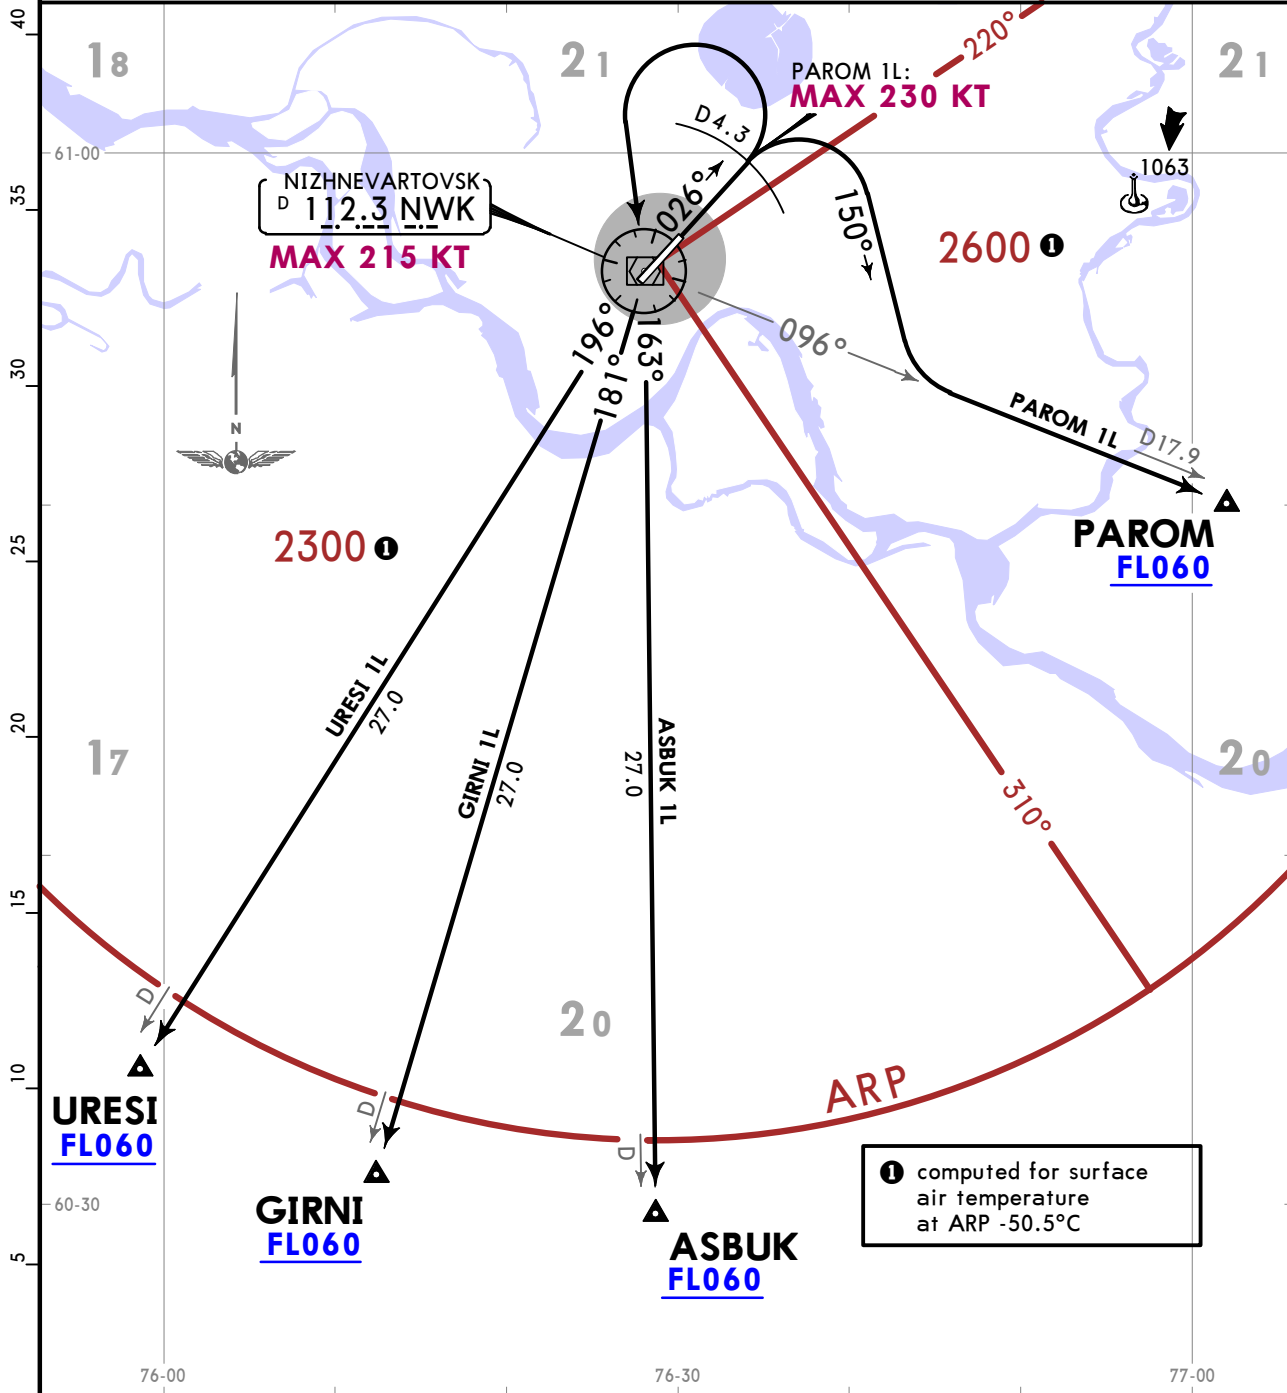 40
18
21
220°
21
PAROM 1L:
MAX 230 KT
D4.3
61-00
1063
NIZHNEVARTOVSK
D 112.3 NWK
MAX 215 KT
35
026°
150°
2600 1
096°
196°
181°
163°
30
N
PAROM 1L
D17.9
PAROM
FL060
2300 1
25
URESI 1L
27.0
GIRNI 1L
27.0
ASBUK 1L
27.0
20
17
20
310°
15
D
20
D
D
ARP
10
URESI
FL060
GIRNI
FL060
ASBUK
FL060
1 computed for surface
air temperature
at ARP -50.5°C
60-30
5
76-00
76-30
77-00